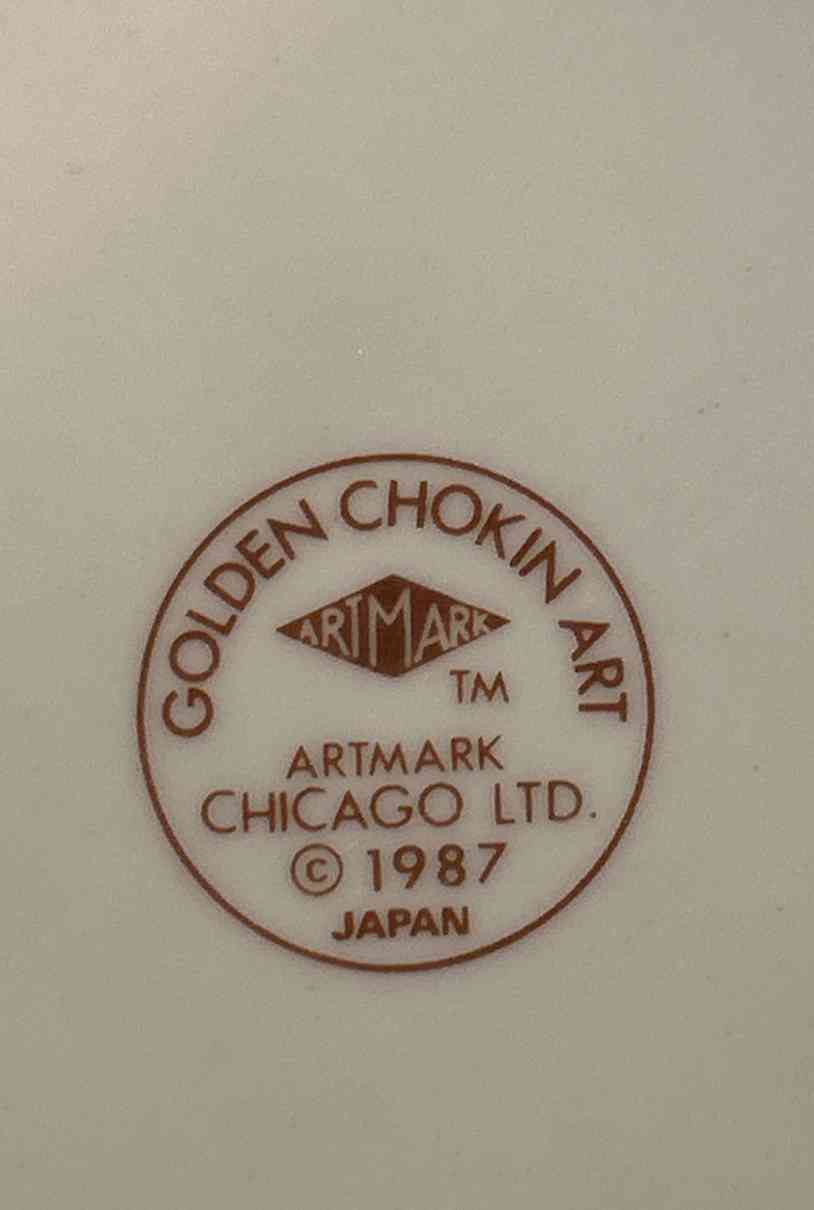 GOLDEN CHOKIN ART
ARTMARK
TM
ARTMARK
CHICAGO LTD.
© 1987
JAPAN